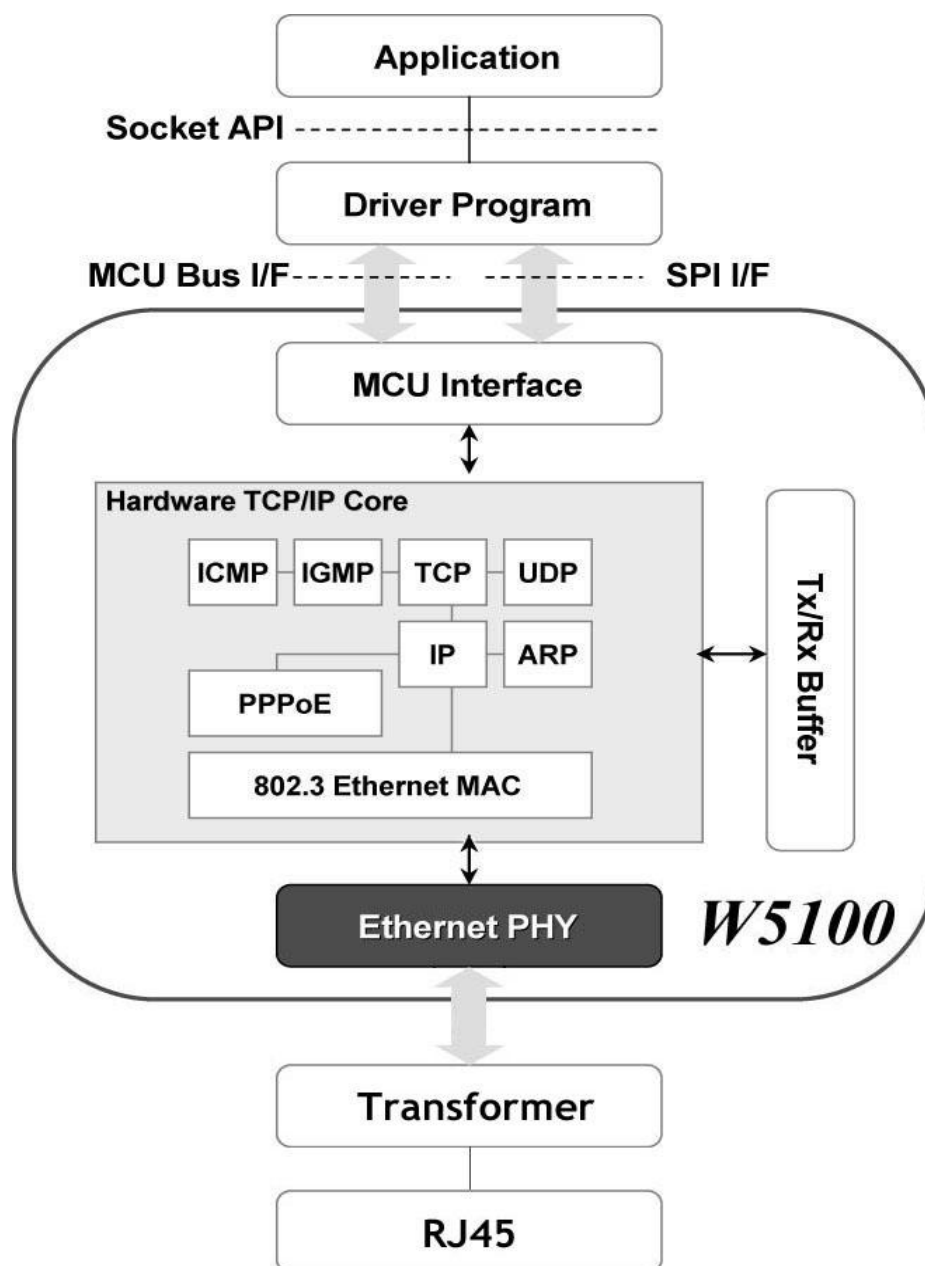 Application
Socket API
Driver Program
MCU Bus I/F
SPI I/F
MCU Interface
Hardware TCP/IP Core
ICMP
IGMP
TCP
UDP
IP
ARP
PPPoE
802.3 Ethernet MAC
Tx/Rx Buffer
Ethernet PHY
W5100
Transformer
RJ45